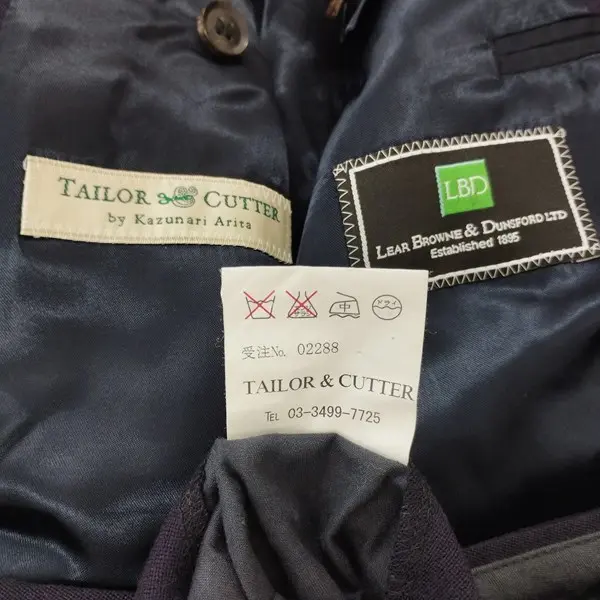 TAILOR CUTTER
by Kazunari Arita
LBD
LEAR BROWNE & DUNSFORD LTD
Established 1895
中 ドライ
受注No. 02288
TAILOR & CUTTER
TEL 03-3499-7725